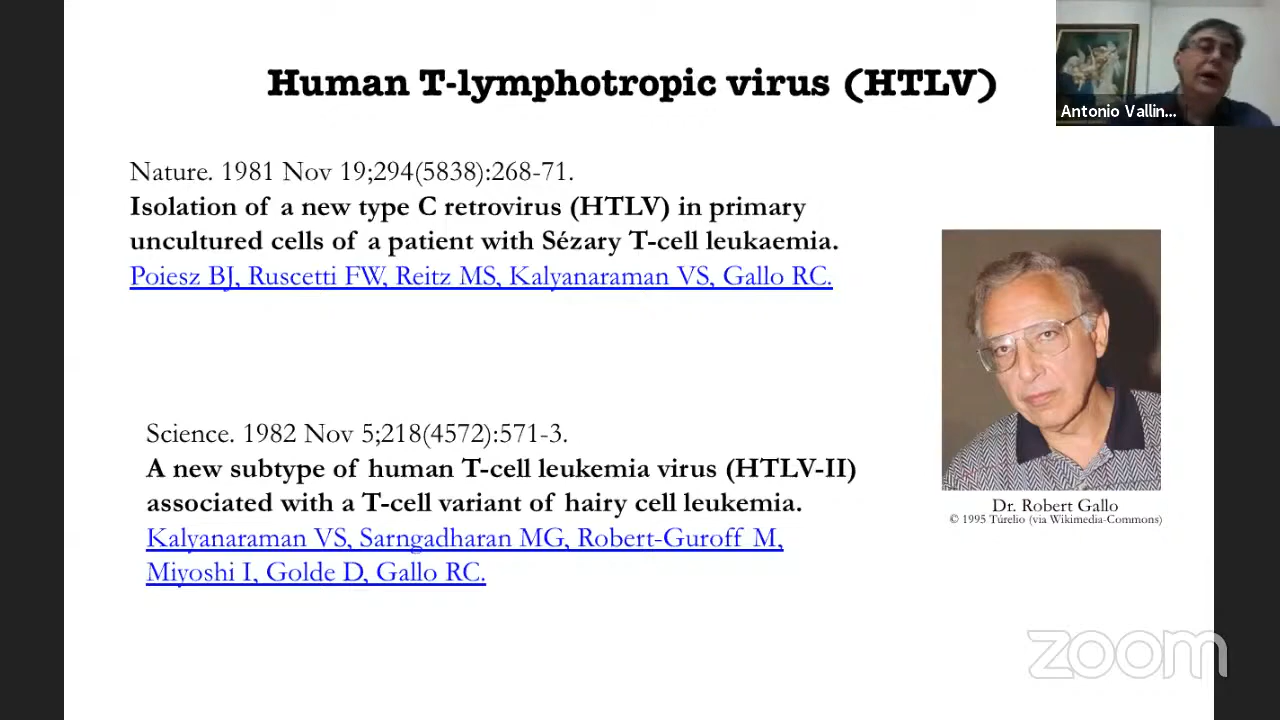 Human T-lymphotropic virus (HTLV)
Antonio Vallin...
Nature. 1981 Nov 19;294(5838):268-71.
Isolation of a new type C retrovirus (HTLV) in primary
uncultured cells of a patient with Sézary T-cell leukaemia.
Poiesz BJ, Ruscetti FW, Reitz MS, Kalyanaraman VS, Gallo RC.
Science. 1982 Nov 5;218(4572):571-3.
A new subtype of human T-cell leukemia virus (HTLV-II)
associated with a T-cell variant of hairy cell leukemia.
Kalyanaraman VS, Sarngadharan MG, Robert-Guroff M,
Miyoshi I, Golde D, Gallo RC.
Dr. Robert Gallo
© 1995 Túrelio (via Wikimedia-Commons)
zoom